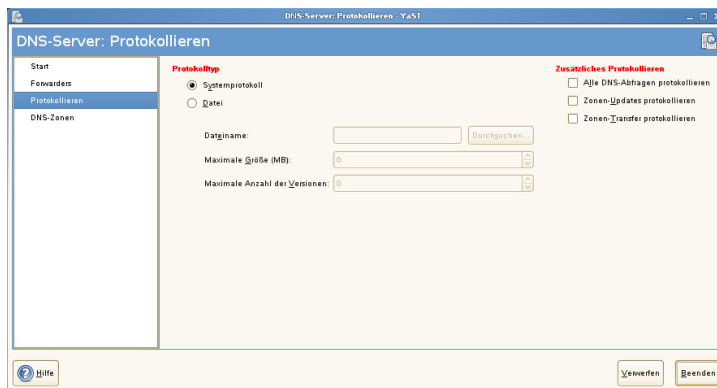 DNS-Server: Protokollieren - YaST
DNS-Server: Protokollieren
Start
Forwarders
Protokollieren
DNS-Zonen
Protokolltyp
Systemprotokoll
Datei
Dateiname:
Durchsuchen...
Maximale Größe (MB):
0
Maximale Anzahl der Versionen:
0
Zusätzliches Protokollieren
Alle DNS-Abfragen protokollieren
Zonen-Updates protokollieren
Zonen-Transfer protokollieren
Hilfe
Verwerfen
Beenden